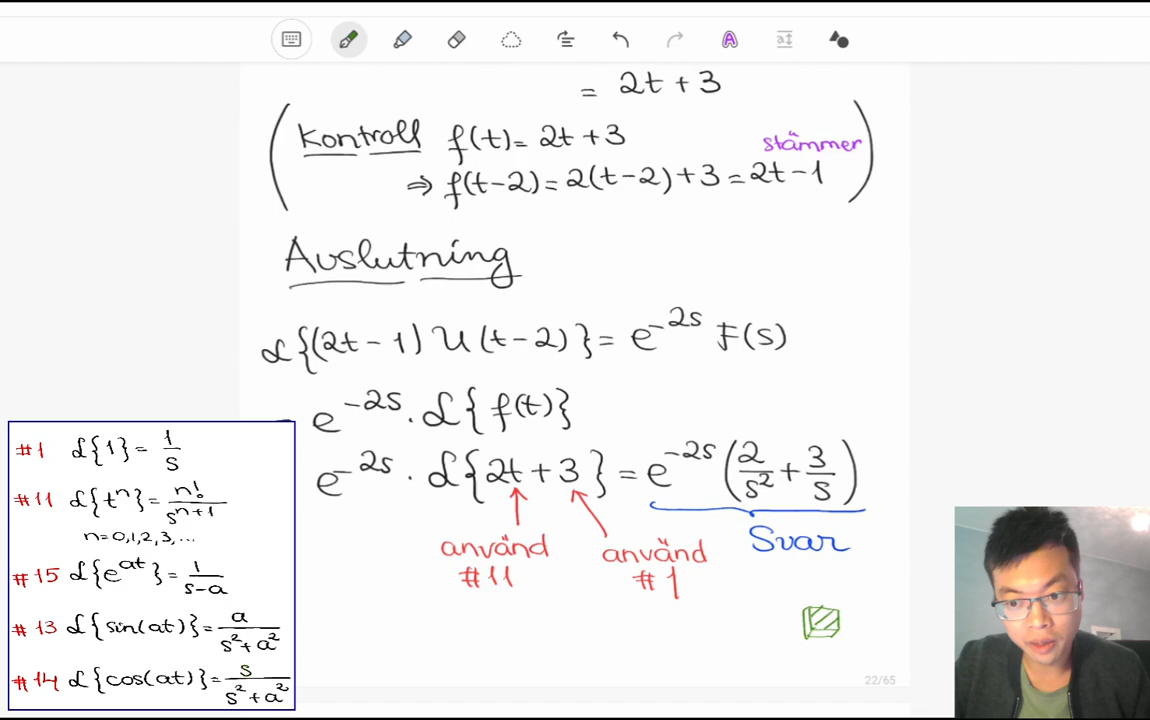 = 2t + 3
Kontroll f(t) = 2t + 3
stämmer
⇒ f(t-2) = 2(t-2) + 3 = 2t - 1
Avslutning
ℒ{(2t - 1) U (t - 2)} = e^-2s F(s)
e^-2s · ℒ{f(t)}
e^-2s · ℒ{2t + 3} = e^-2s (2/s² + 3/s)
använd #11
använd #1
Svar
#1 ℒ{1} = 1/s
#11 ℒ{t^n} = n!/s^(n+1)
n = 0,1,2,3,...
#15 ℒ{e^at} = 1/(s-a)
#13 ℒ{sin(at)} = a/(s²+a²)
#14 ℒ{cos(at)} = s/(s²+a²)
22/65